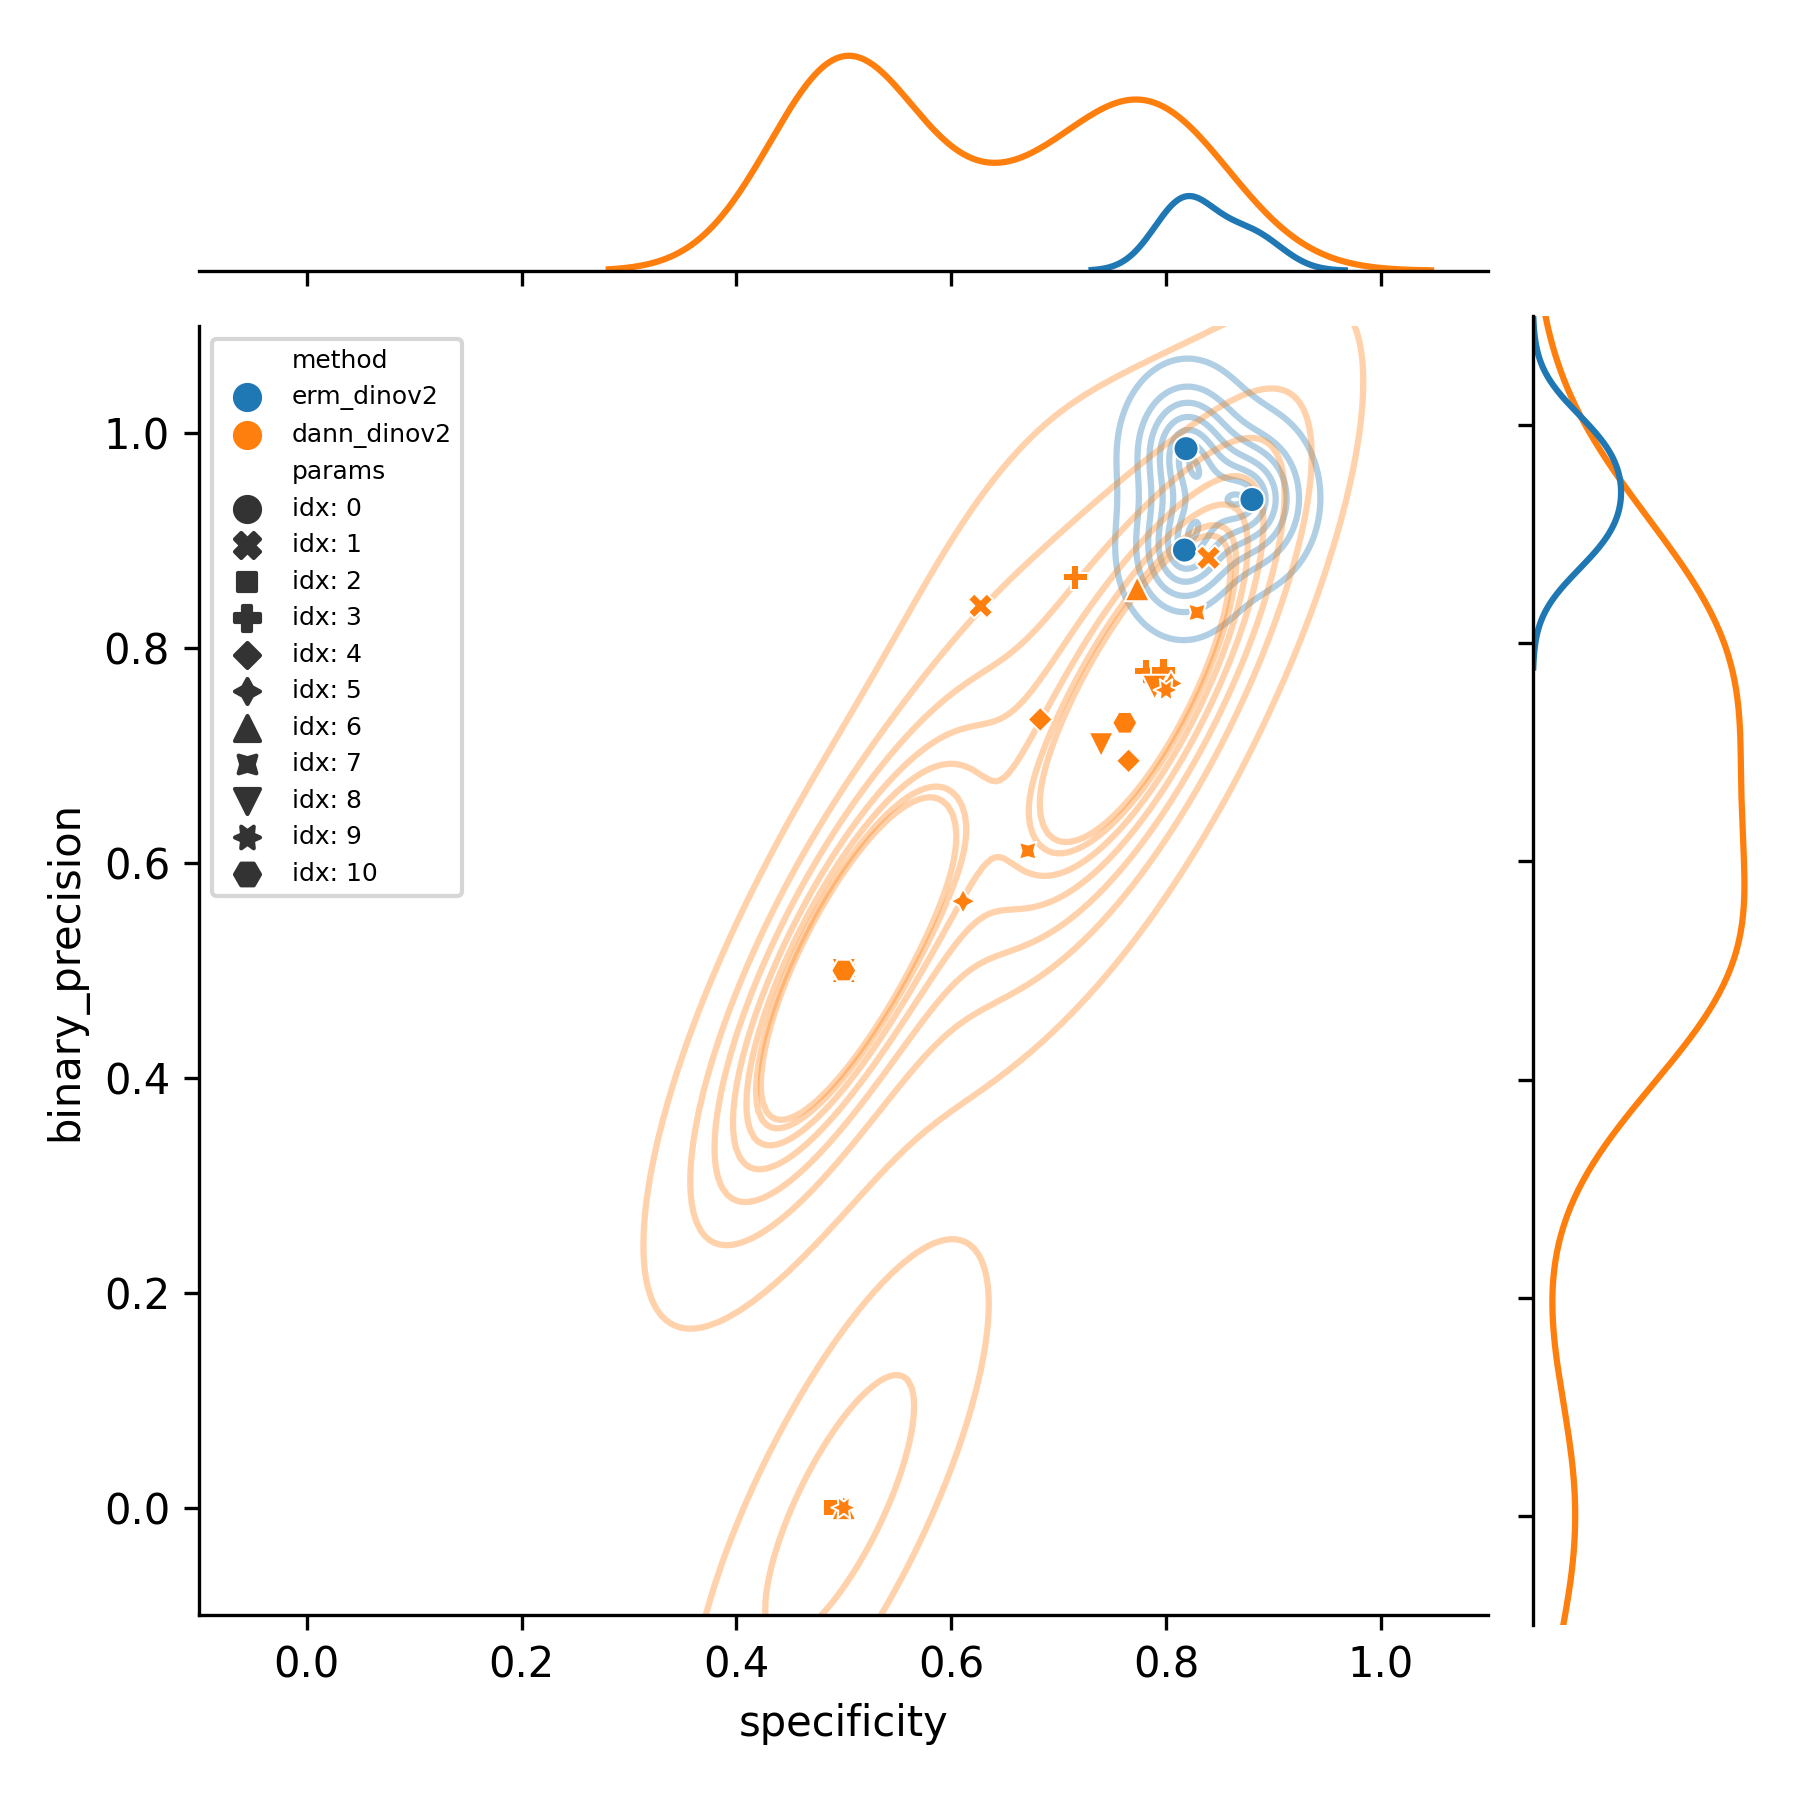 method
erm_dinov2
dann_dinov2
params
idx: 0
idx: 1
idx: 2
idx: 3
idx: 4
idx: 5
idx: 6
idx: 7
idx: 8
idx: 9
idx: 10
1.0
0.8
0.6
0.4
0.2
0.0
binary_precision
0.0 0.2 0.4 0.6 0.8 1.0
specificity